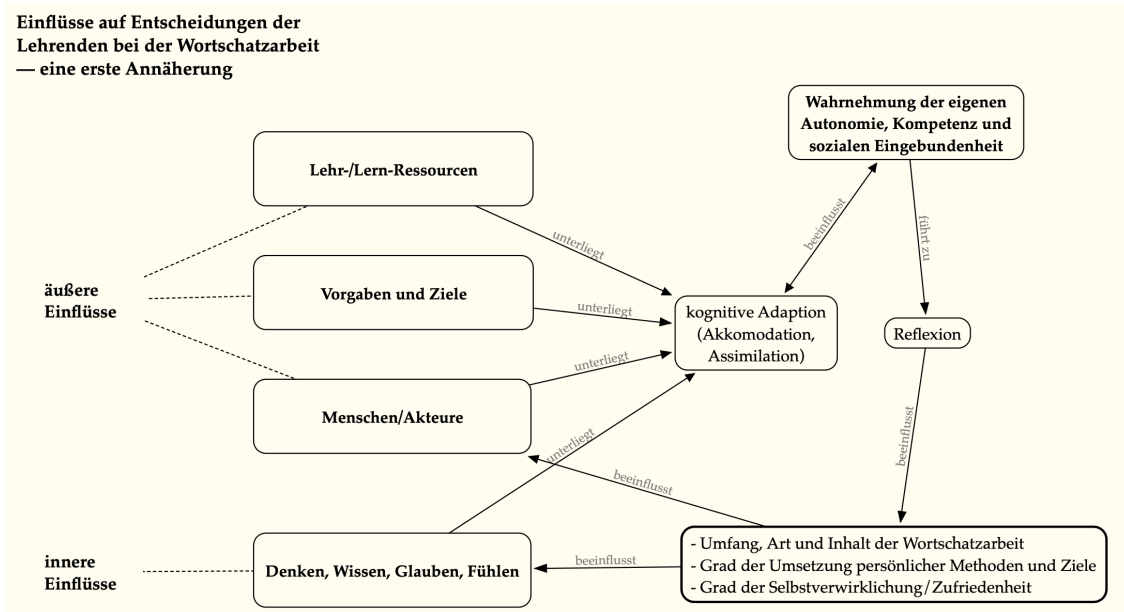 Einflüsse auf Entscheidungen der
Lehrenden bei der Wortschatzarbeit
— eine erste Annäherung
Wahrnehmung der eigenen
Autonomie, Kompetenz und
sozialen Eingebundenheit
Lehr-/Lern-Ressourcen
beeinflusst
führt zu
unterliegt
äußere
Einflüsse
Vorgaben und Ziele
unterliegt
kognitive Adaption
(Akkomodation,
Assimilation)
Reflexion
unterliegt
Menschen/Akteure
unterliegt
beeinflusst
beeinflusst
innere
Einflüsse
Denken, Wissen, Glauben, Fühlen
beeinflusst
- Umfang, Art und Inhalt der Wortschatzarbeit
- Grad der Umsetzung persönlicher Methoden und Ziele
- Grad der Selbstverwirklichung/Zufriedenheit